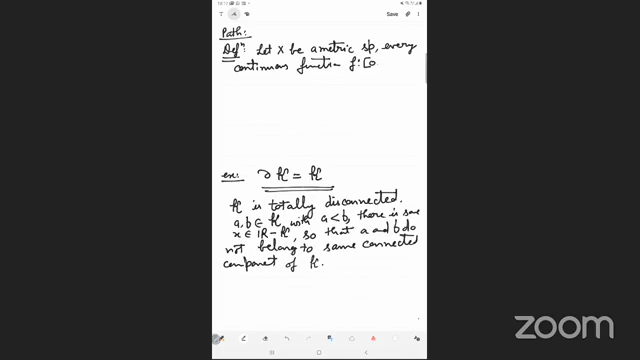 Save
Path:
Defⁿ: Let X be a metric sp, every
continuous function f: [0
ex: ∂K = K
K is totally disconnected.
a, b ∈ K with a < b, there is some
x ∈ ℝ - K, so that a and b do
not belong to same connected
component of K.
zoom